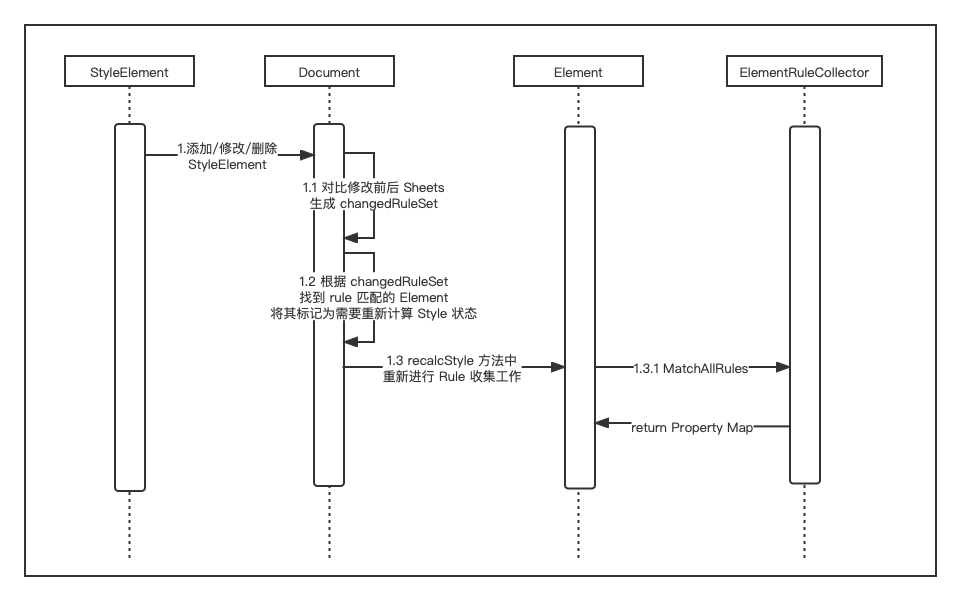 StyleElement
Document
Element
ElementRuleCollector
1.添加/修改/删除
StyleElement
1.1 对比修改前后 Sheets
生成 changedRuleSet
1.2 根据 changedRuleSet
找到 rule 匹配的 Element
将其标记为需要重新计算 Style 状态
1.3 recalcStyle 方法中
重新进行 Rule 收集工作
1.3.1 MatchAllRules
return Property Map